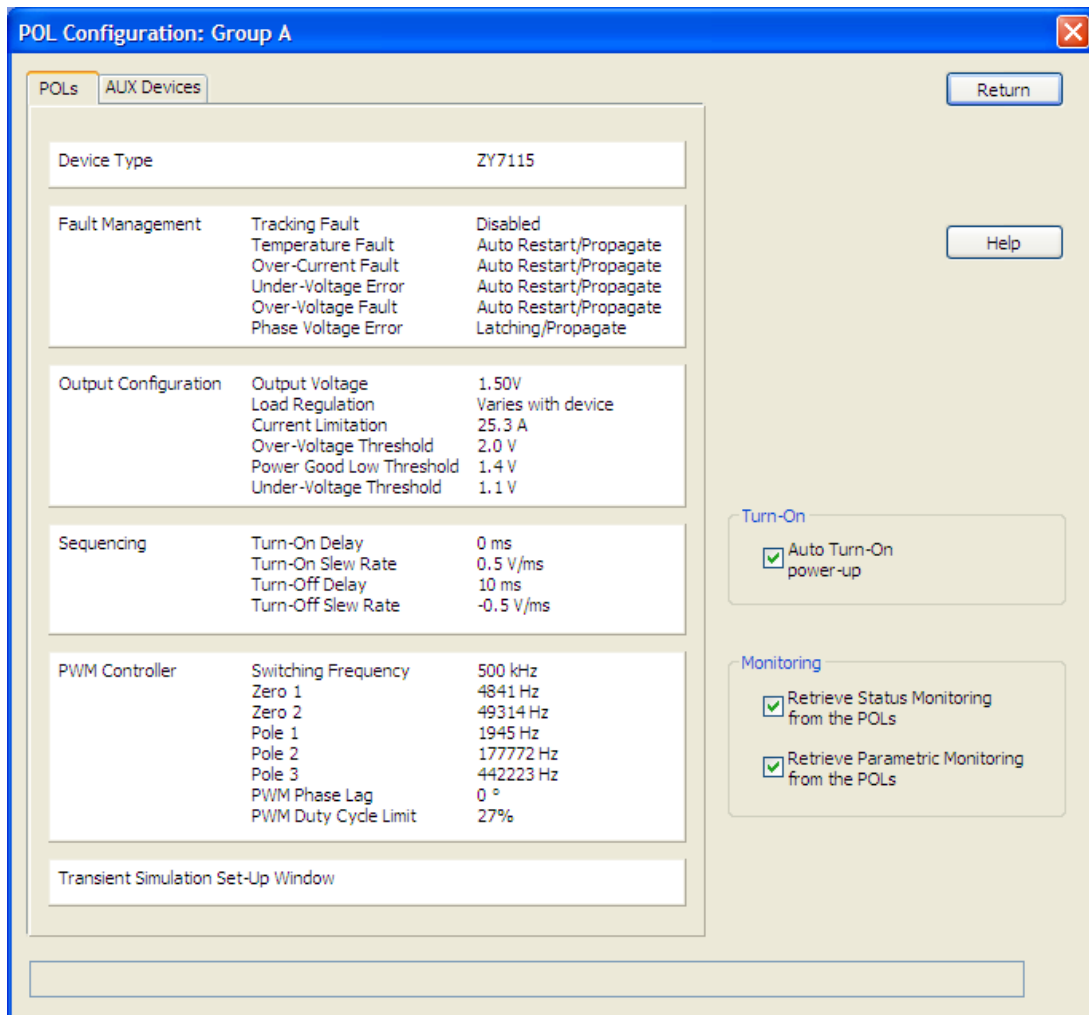 POL Configuration: Group A
POLs
AUX Devices
Return
Device Type ZY7115
Fault Management Tracking Fault Disabled
Temperature Fault Auto Restart/Propagate
Help
Over-Current Fault Auto Restart/Propagate
Under-Voltage Error Auto Restart/Propagate
Over-Voltage Fault Auto Restart/Propagate
Phase Voltage Error Latching/Propagate
Output Configuration Output Voltage 1.50V
Load Regulation Varies with device
Current Limitation 25.3 A
Over-Voltage Threshold 2.0 V
Power Good Low Threshold 1.4 V
Under-Voltage Threshold 1.1 V
Sequencing Turn-On Delay 0 ms
Turn-On Slew Rate 0.5 V/ms
Turn-Off Delay 10 ms
Turn-Off Slew Rate -0.5 V/ms
Turn-On
Auto Turn-On
power-up
PWM Controller Switching Frequency 500 kHz
Zero 1 4841 Hz
Zero 2 49314 Hz
Pole 1 1945 Hz
Pole 2 177772 Hz
Pole 3 442223 Hz
PWM Phase Lag 0 °
PWM Duty Cycle Limit 27%
Monitoring
Retrieve Status Monitoring
from the POLs
Retrieve Parametric Monitoring
from the POLs
Transient Simulation Set-Up Window